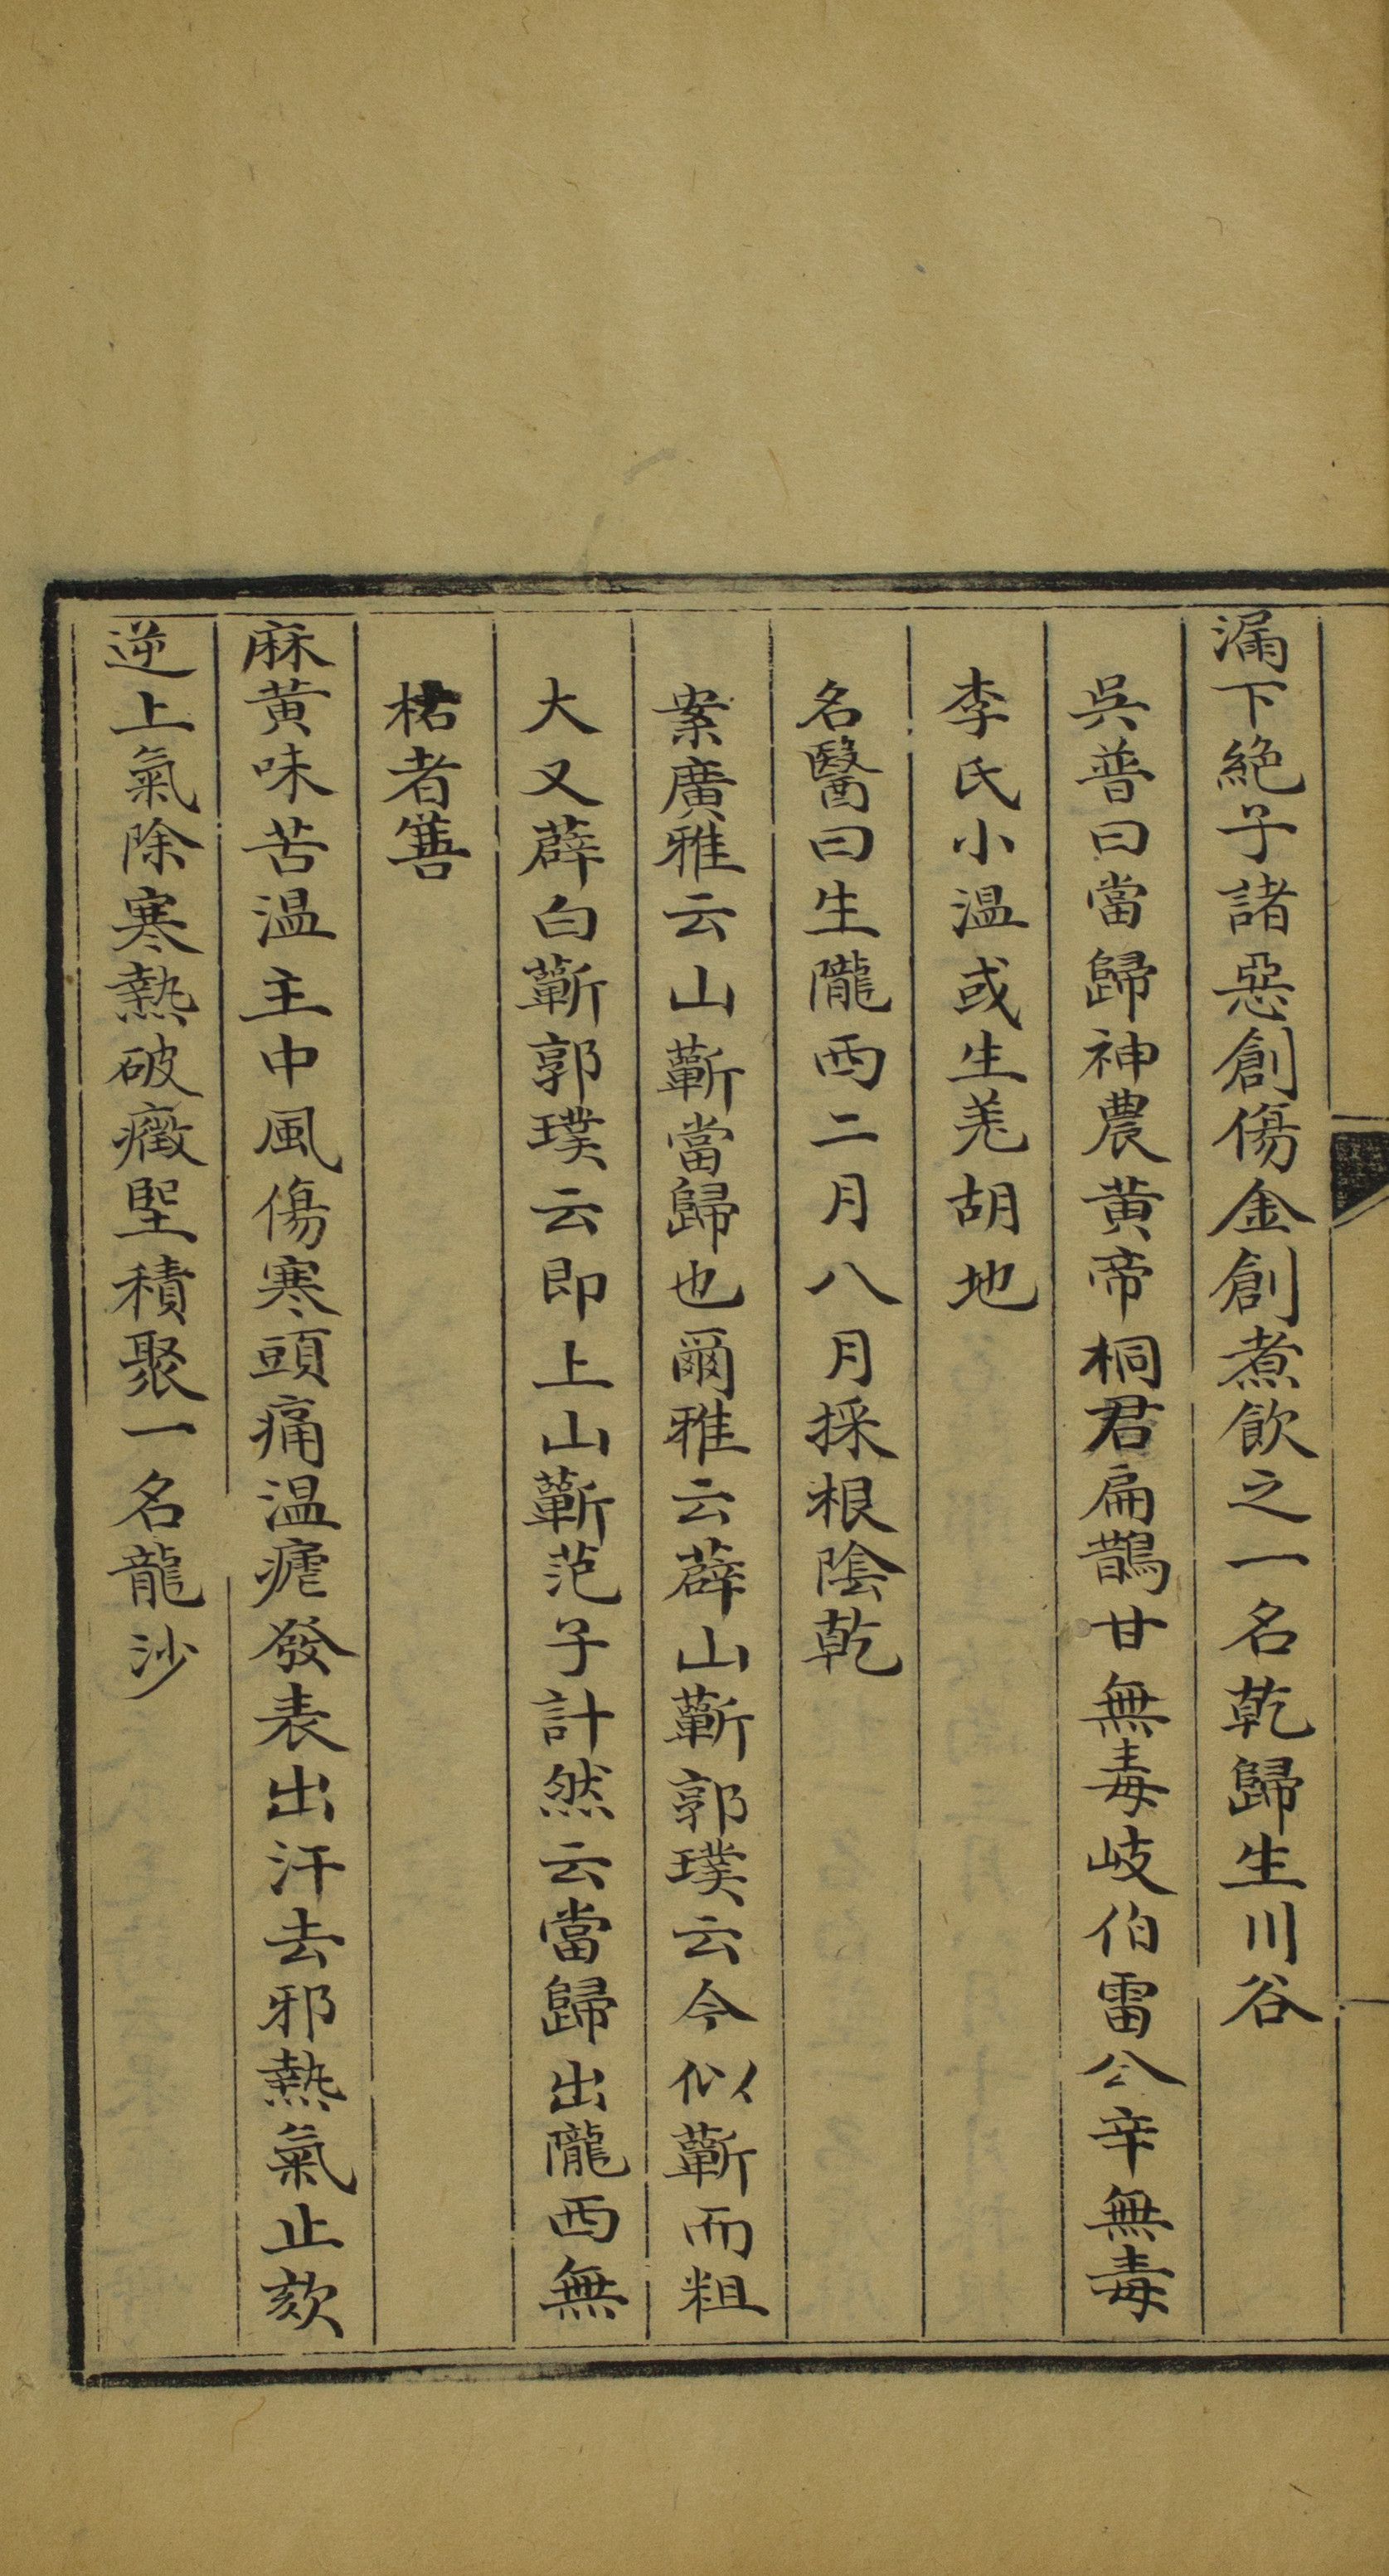 漏下絶子諸惡創傷金創煮飲之一名乾歸生川谷
吳普曰當歸神農黃帝桐君扁鵲甘無毒岐伯雷公辛無毒
李氏小温或生羌胡地
名醫曰生隴西二月八月採根陰乾
案廣雅云山蘄當歸也爾雅云薜山蘄郭璞云今似蘄而粗
大又薜白蘄郭璞云即上山蘄范子計然云當歸出隴西無
枯者善
麻黃味苦温主中風傷寒頭痛温瘧發表出汗去邪熱氣止欬
逆上氣除寒熱破癥堅積聚一名龍沙